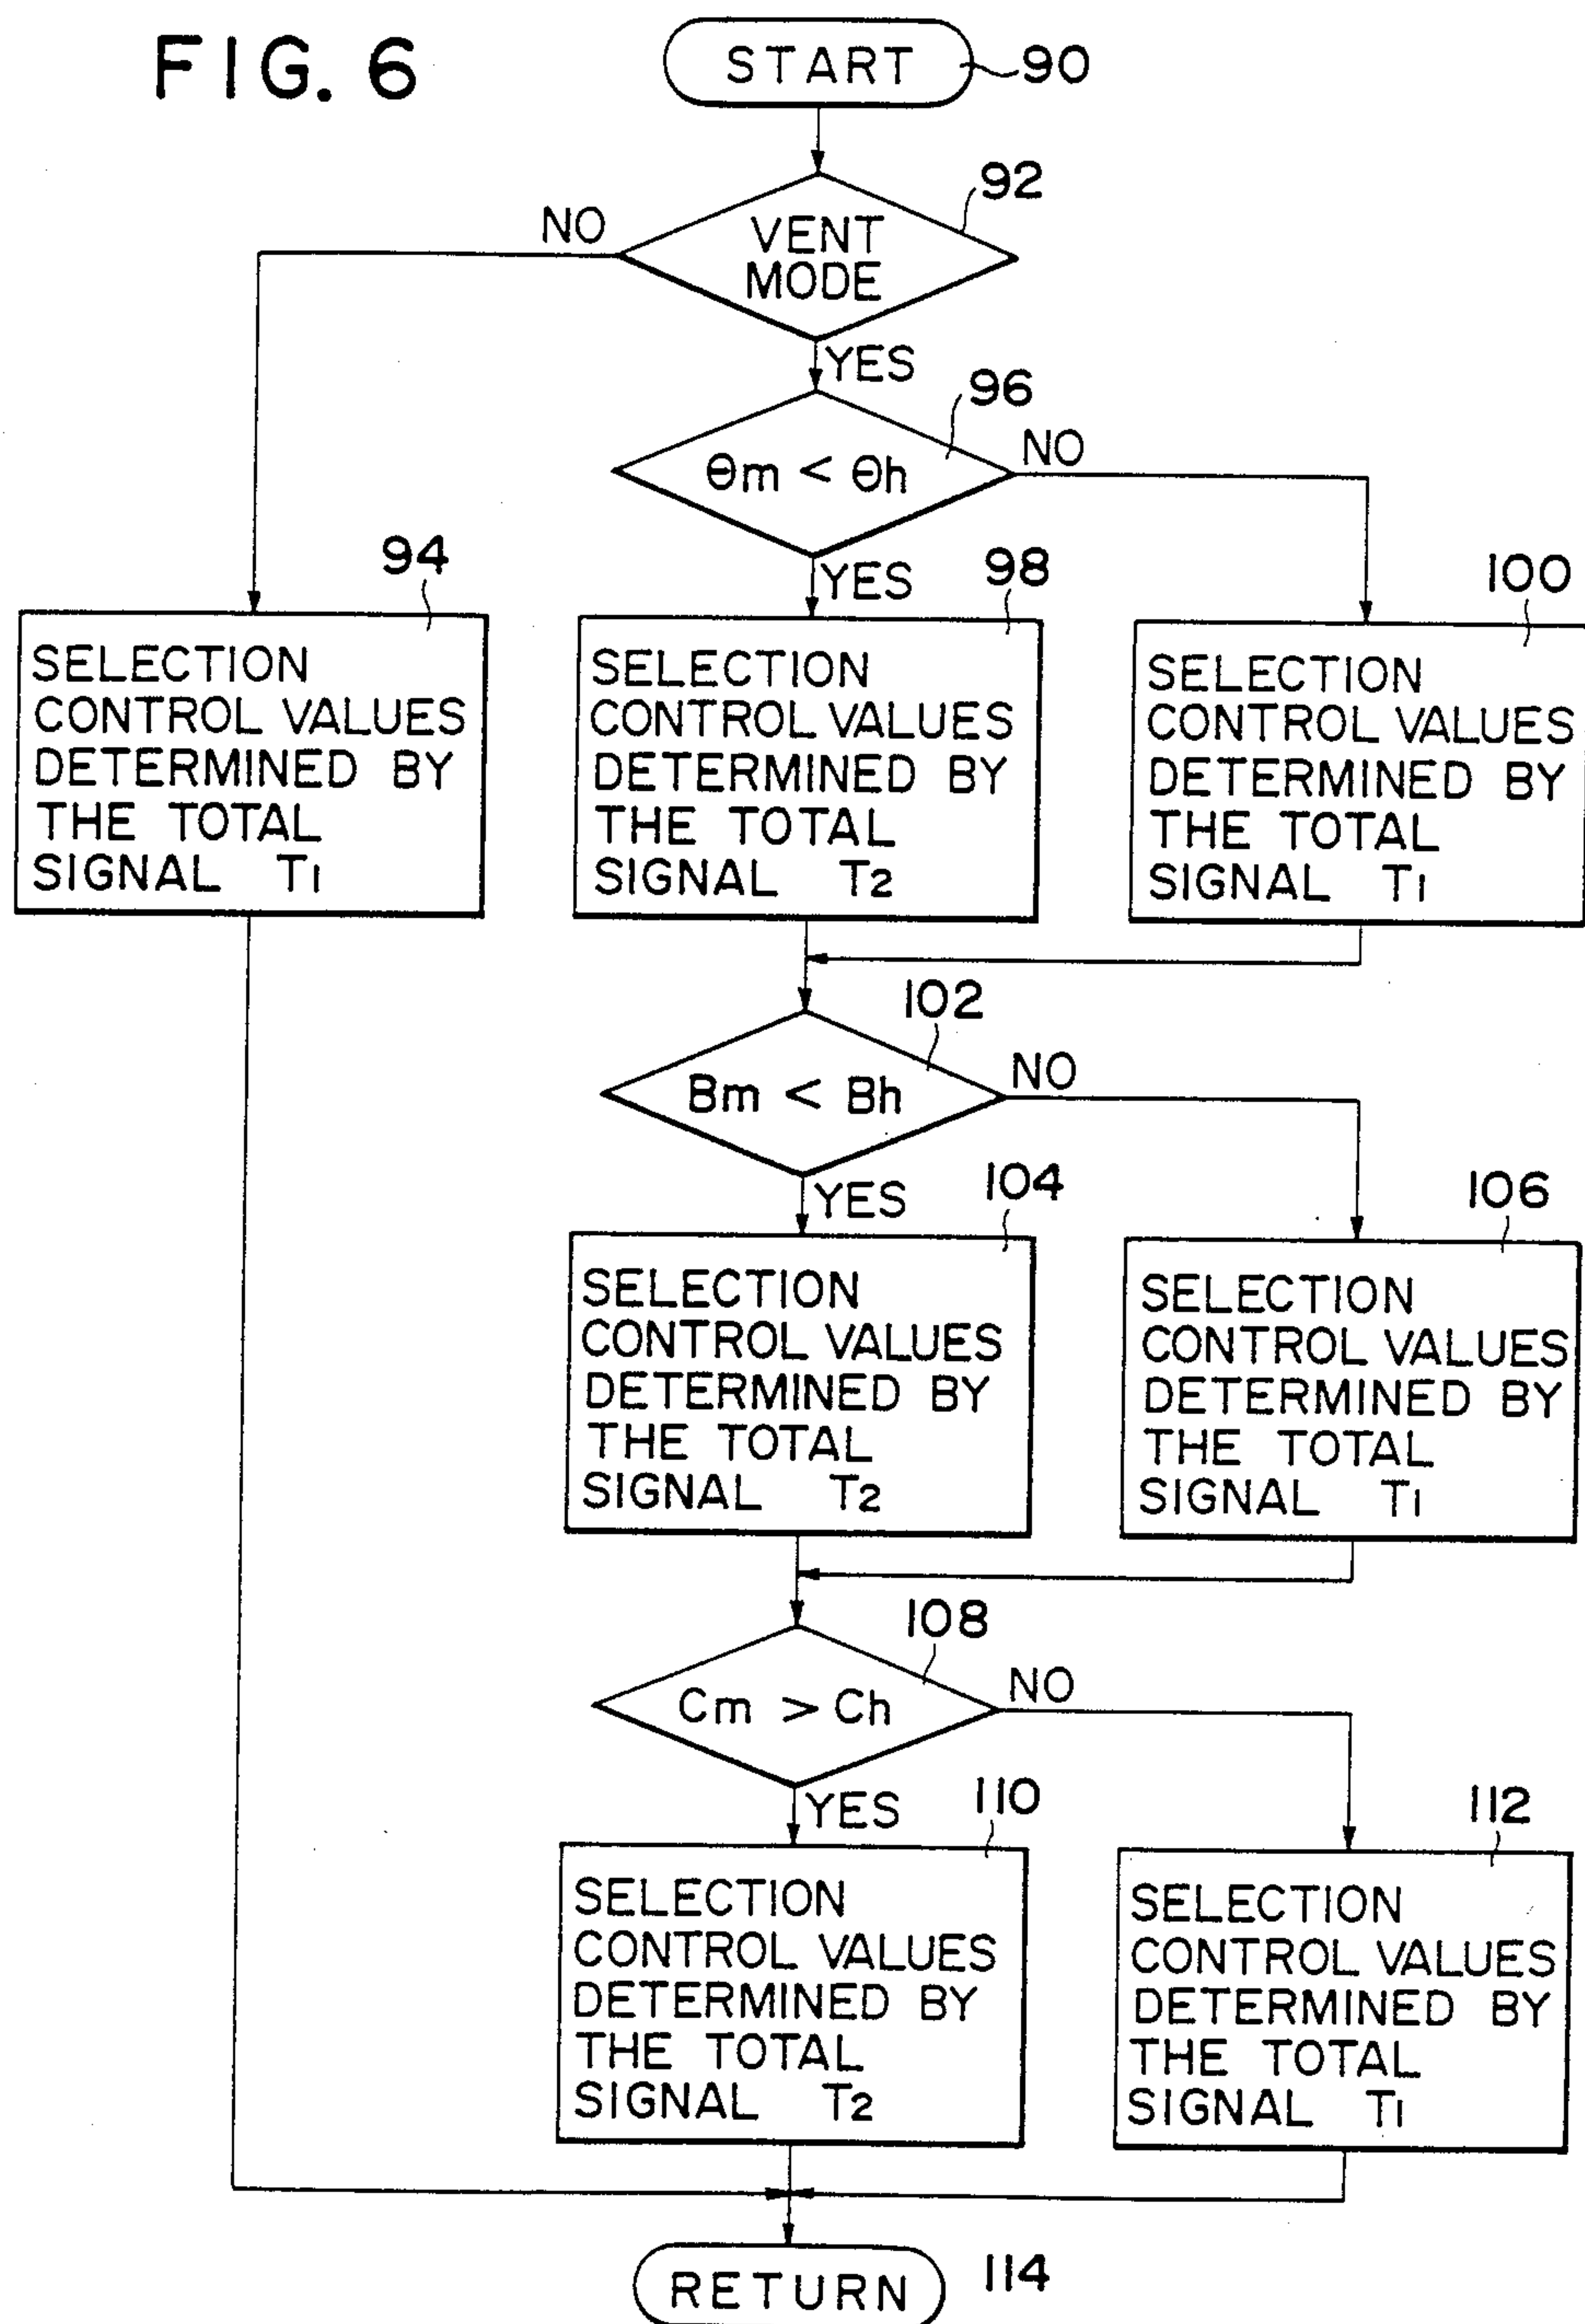 FIG. 6
START
90
92
VENT
MODE
NO
YES
96
Θm < Θh
NO
YES
94
SELECTION
CONTROL VALUES
DETERMINED BY
THE TOTAL
SIGNAL T1
98
SELECTION
CONTROL VALUES
DETERMINED BY
THE TOTAL
SIGNAL T2
100
SELECTION
CONTROL VALUES
DETERMINED BY
THE TOTAL
SIGNAL T1
102
Bm < Bh
NO
YES
104
SELECTION
CONTROL VALUES
DETERMINED BY
THE TOTAL
SIGNAL T2
106
SELECTION
CONTROL VALUES
DETERMINED BY
THE TOTAL
SIGNAL T1
108
Cm > Ch
NO
YES
110
SELECTION
CONTROL VALUES
DETERMINED BY
THE TOTAL
SIGNAL T2
112
SELECTION
CONTROL VALUES
DETERMINED BY
THE TOTAL
SIGNAL T1
RETURN
114